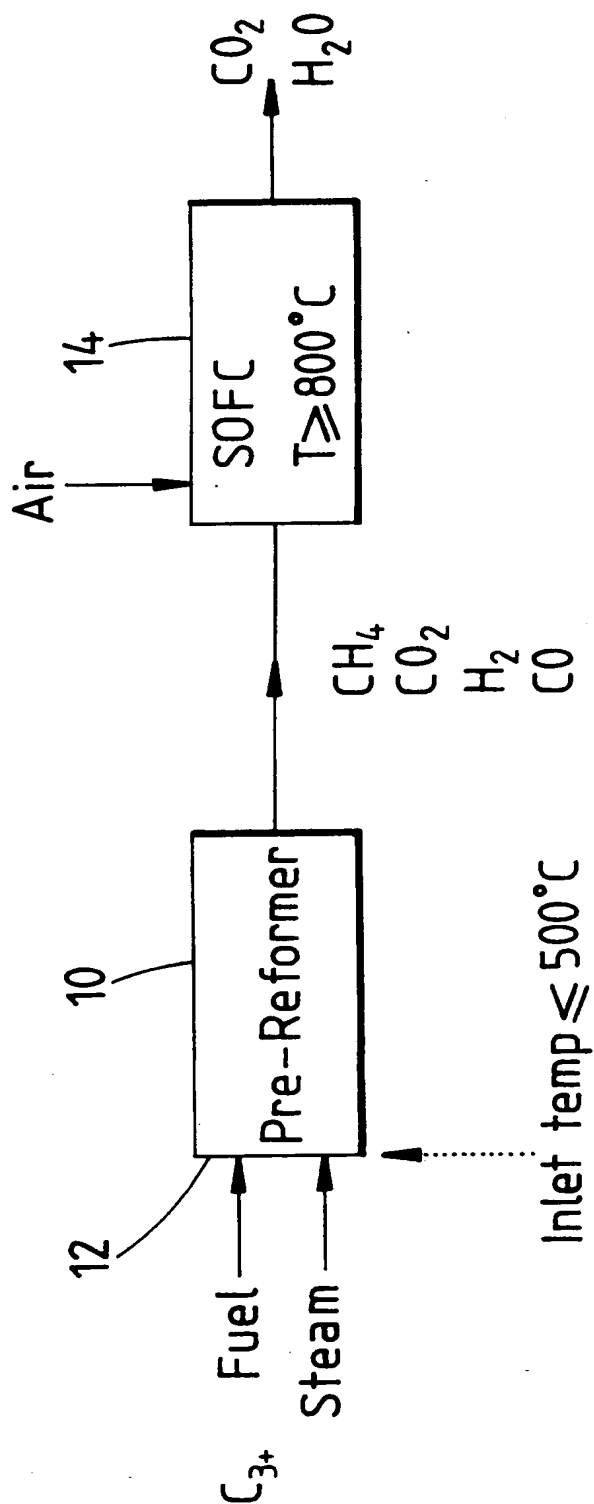 C₃₊
Fuel
Steam
12
10
Pre-Reformer
Inlet temp ⩽ 500°C
CH₄
CO₂
H₂
CO
Air
14
SOFC
T⩾800°C
CO₂
H₂O